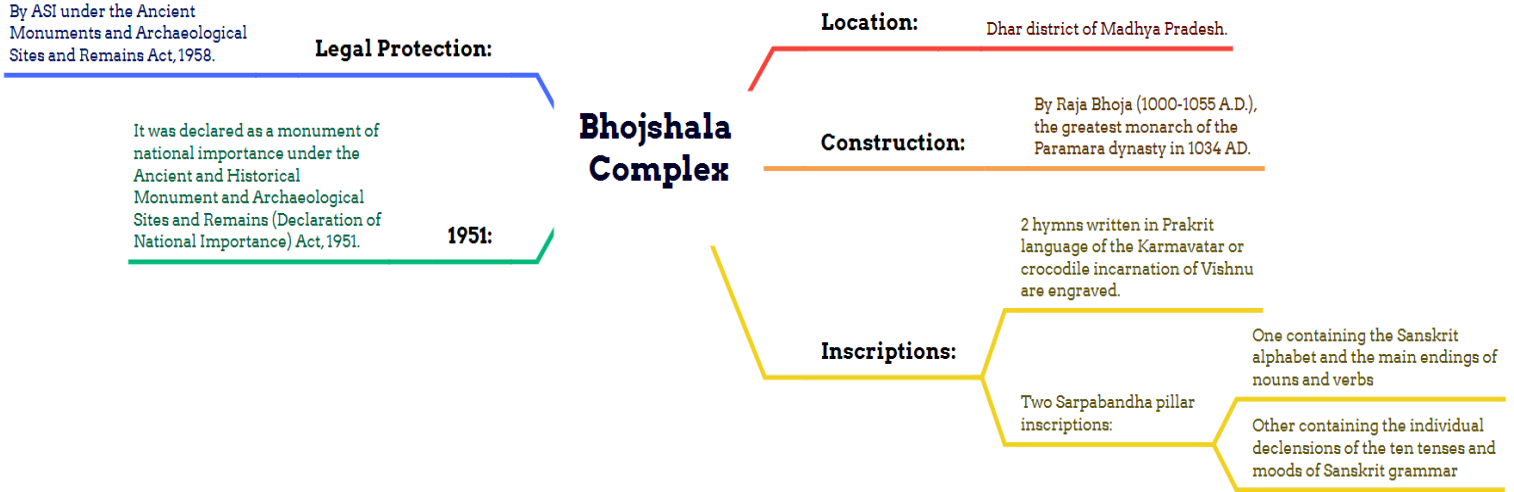 Bhojshala
Complex
Location:
Dhar district of Madhya Pradesh.
Construction:
By Raja Bhoja (1000-1055 A.D.),
the greatest monarch of the
Paramara dynasty in 1034 AD.
Inscriptions:
2 hymns written in Prakrit
language of the Karmavatar or
crocodile incarnation of Vishnu
are engraved.
Two Sarpabandha pillar
inscriptions:
One containing the Sanskrit
alphabet and the main endings of
nouns and verbs
Other containing the individual
declensions of the ten tenses and
moods of Sanskrit grammar
Legal Protection:
By ASI under the Ancient
Monuments and Archaeological
Sites and Remains Act, 1958.
1951:
It was declared as a monument of
national importance under the
Ancient and Historical
Monument and Archaeological
Sites and Remains (Declaration of
National Importance) Act, 1951.